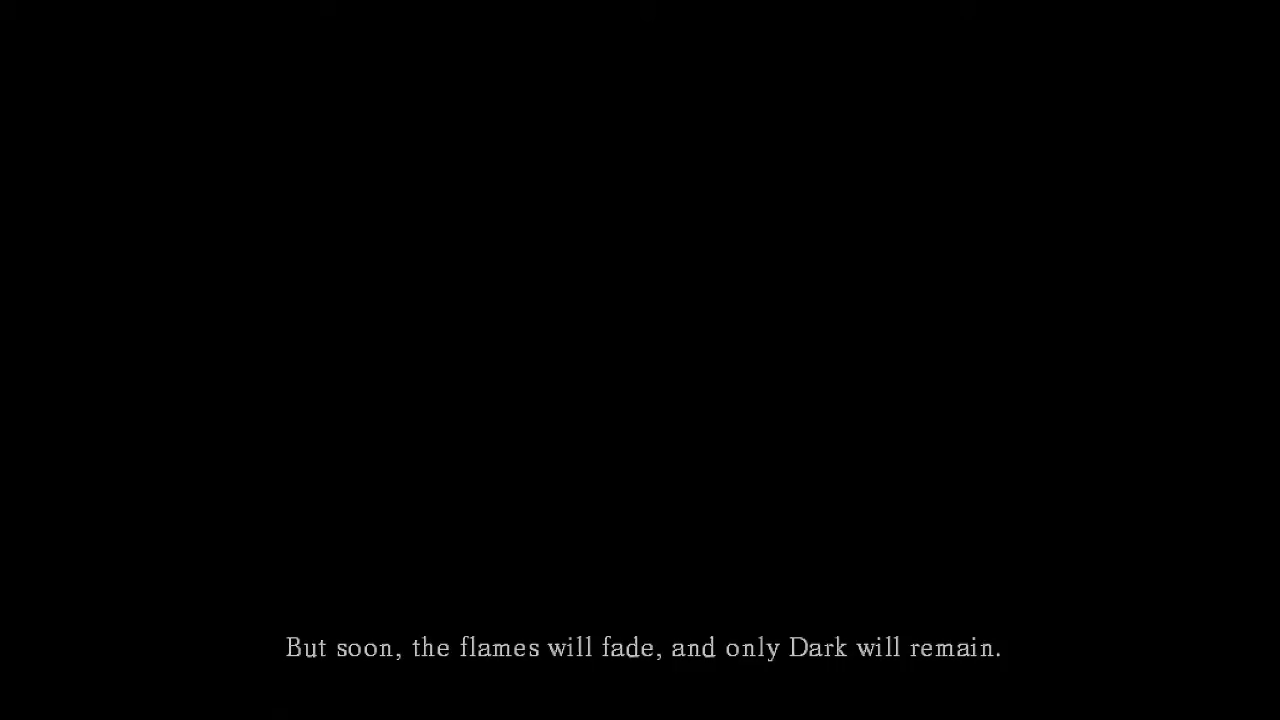 But soon, the flames will fade, and only Dark will remain.